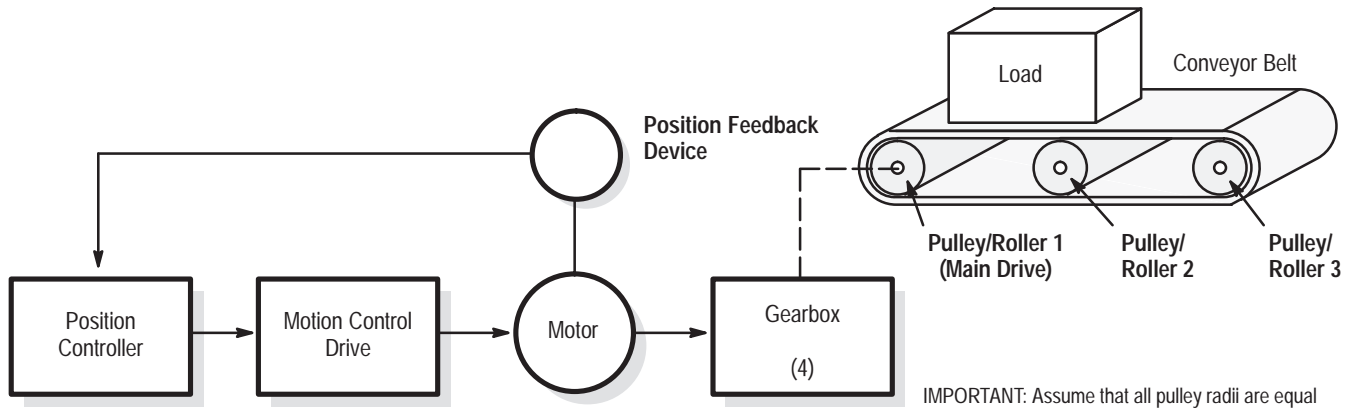 Load
Conveyor Belt
Position Feedback
Device
Pulley/Roller 1
(Main Drive)
Pulley/
Roller 2
Pulley/
Roller 3
Position
Controller
Motion Control
Drive
Motor
Gearbox
(4)
IMPORTANT: Assume that all pulley radii are equal